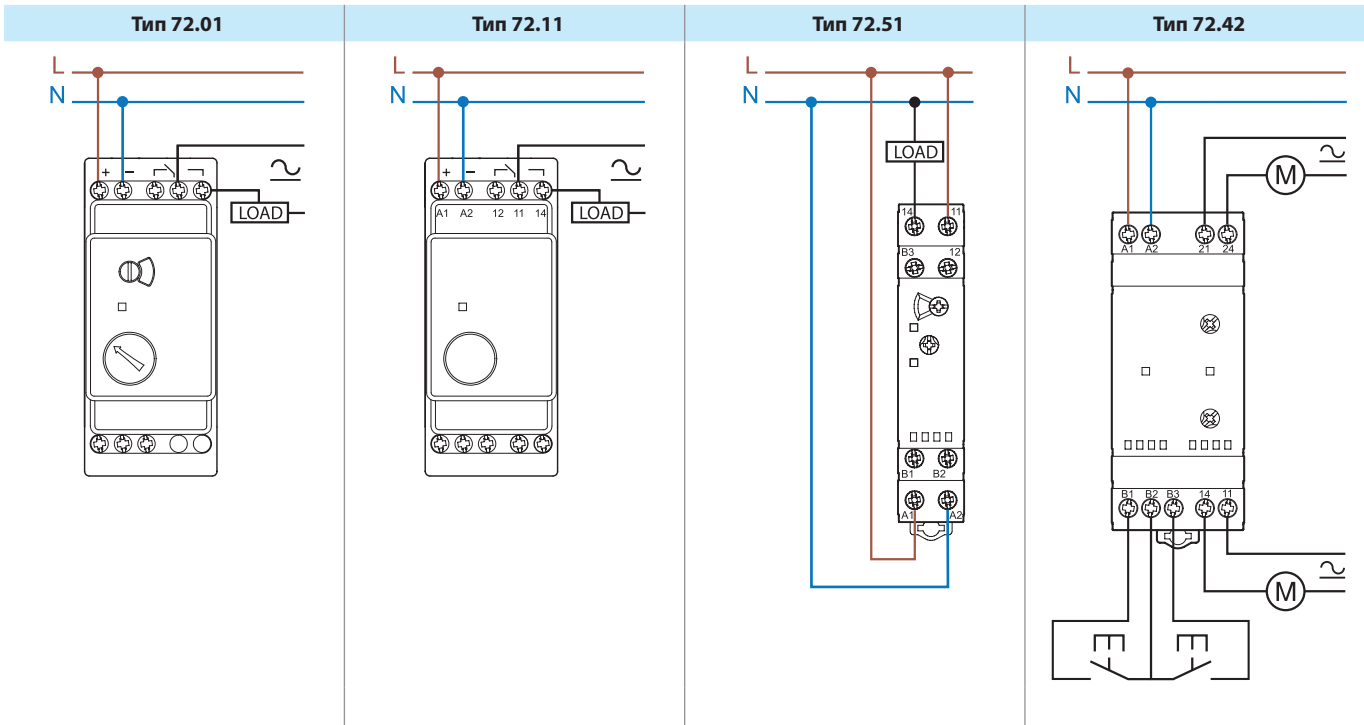 Тип 72.01
L
N
+ −
LOAD
Тип 72.11
L
N
+ −
A1 A2 12 11 14
LOAD
Тип 72.51
L
N
LOAD
14 11
B3 12
B1 B2
A1 A2
Тип 72.42
L
N
M
A1 A2 21 24
B1 B2 B3 14 11
M